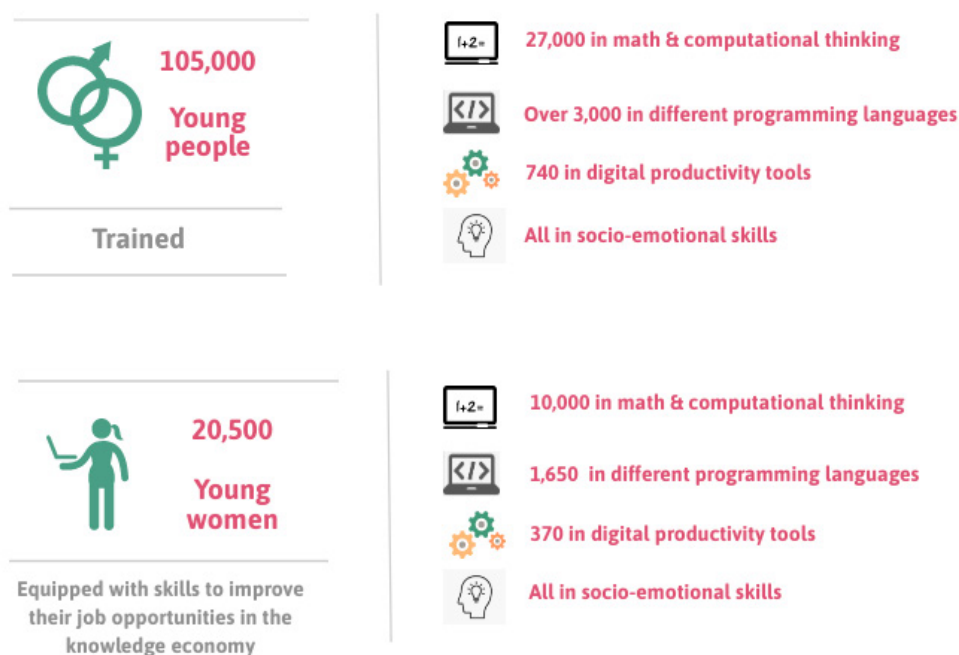 105,000
Young
people
Trained
1+2=
27,000 in math & computational thinking
</>
Over 3,000 in different programming languages
740 in digital productivity tools
All in socio-emotional skills
20,500
Young
women
Equipped with skills to improve
their job opportunities in the
knowledge economy
1+2=
10,000 in math & computational thinking
</>
1,650 in different programming languages
370 in digital productivity tools
All in socio-emotional skills